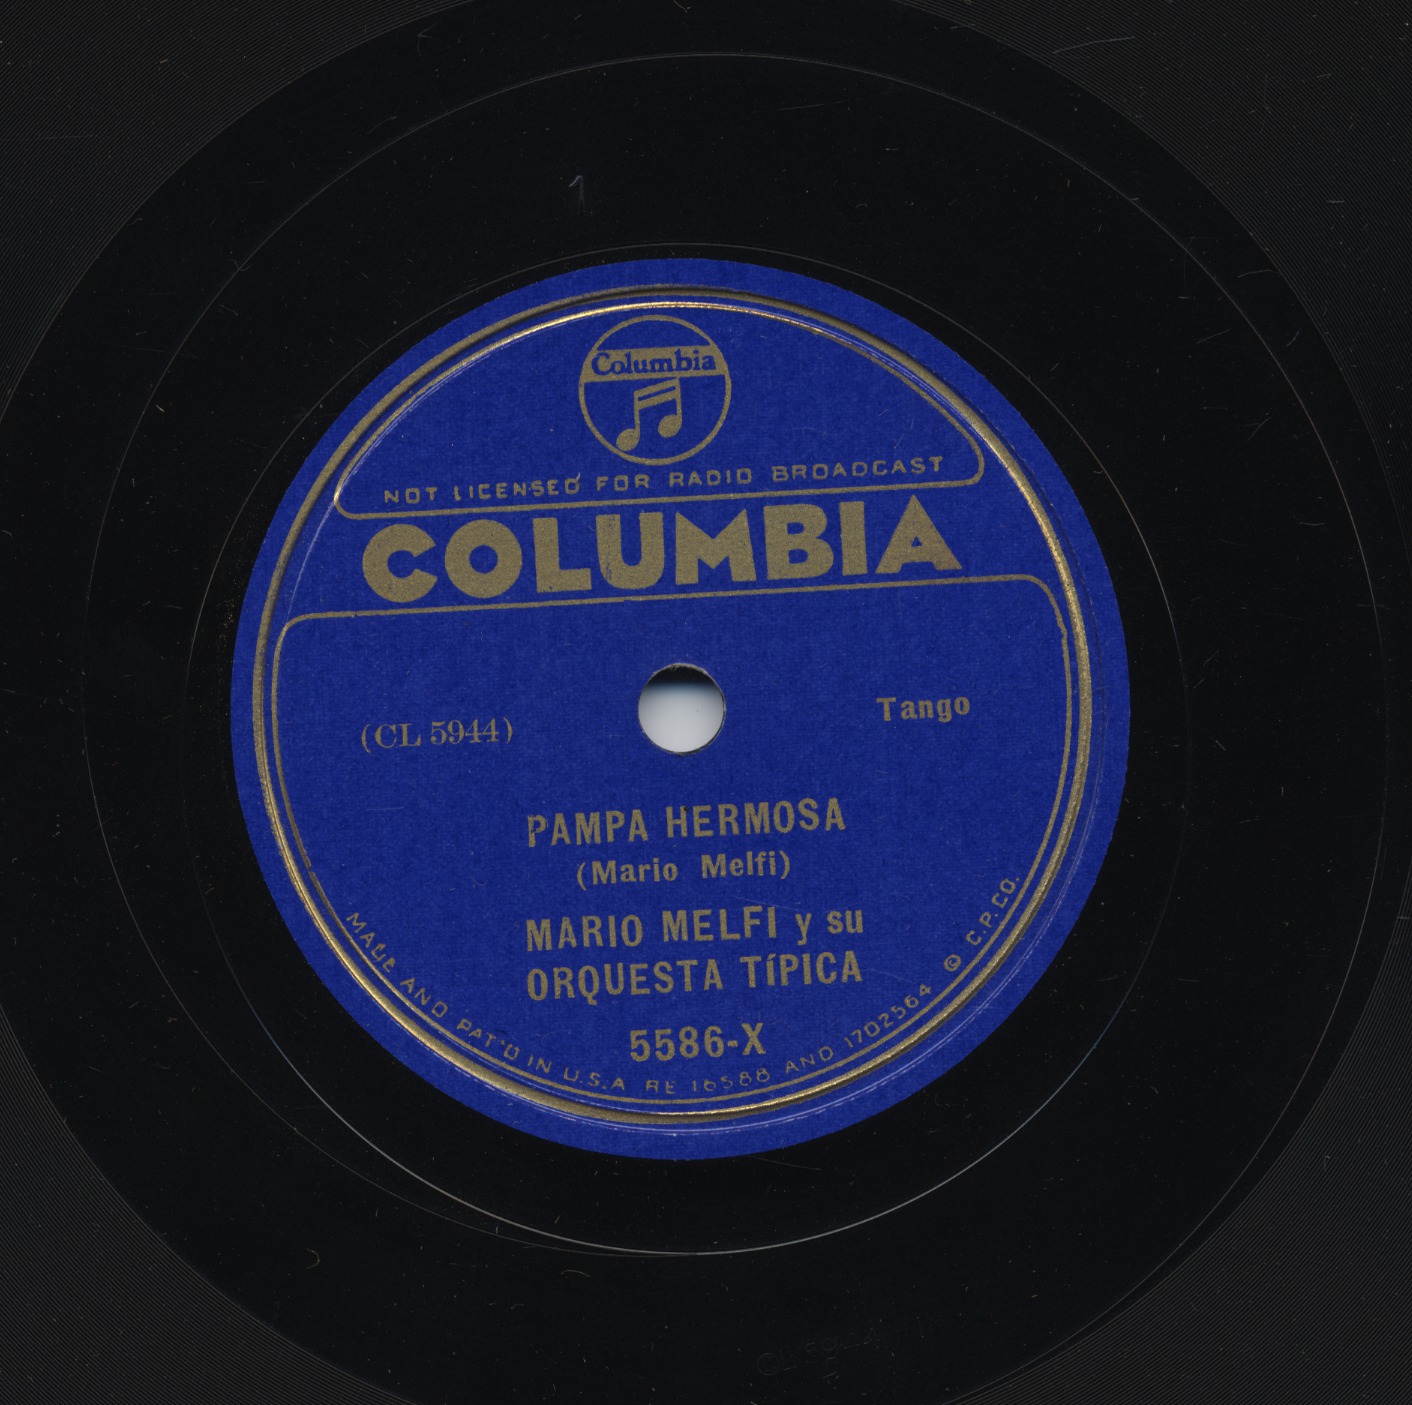 1
Columbia
NOT LICENSED FOR RADIO BROADCAST
COLUMBIA
(CL 5944)
Tango
PAMPA HERMOSA
(Mario Melfi)
MARIO MELFI y su
ORQUESTA TíPICA
5586-X
MADE AND PAT'D IN U.S.A RE 16588 AND 1702564 © C.P.CO.